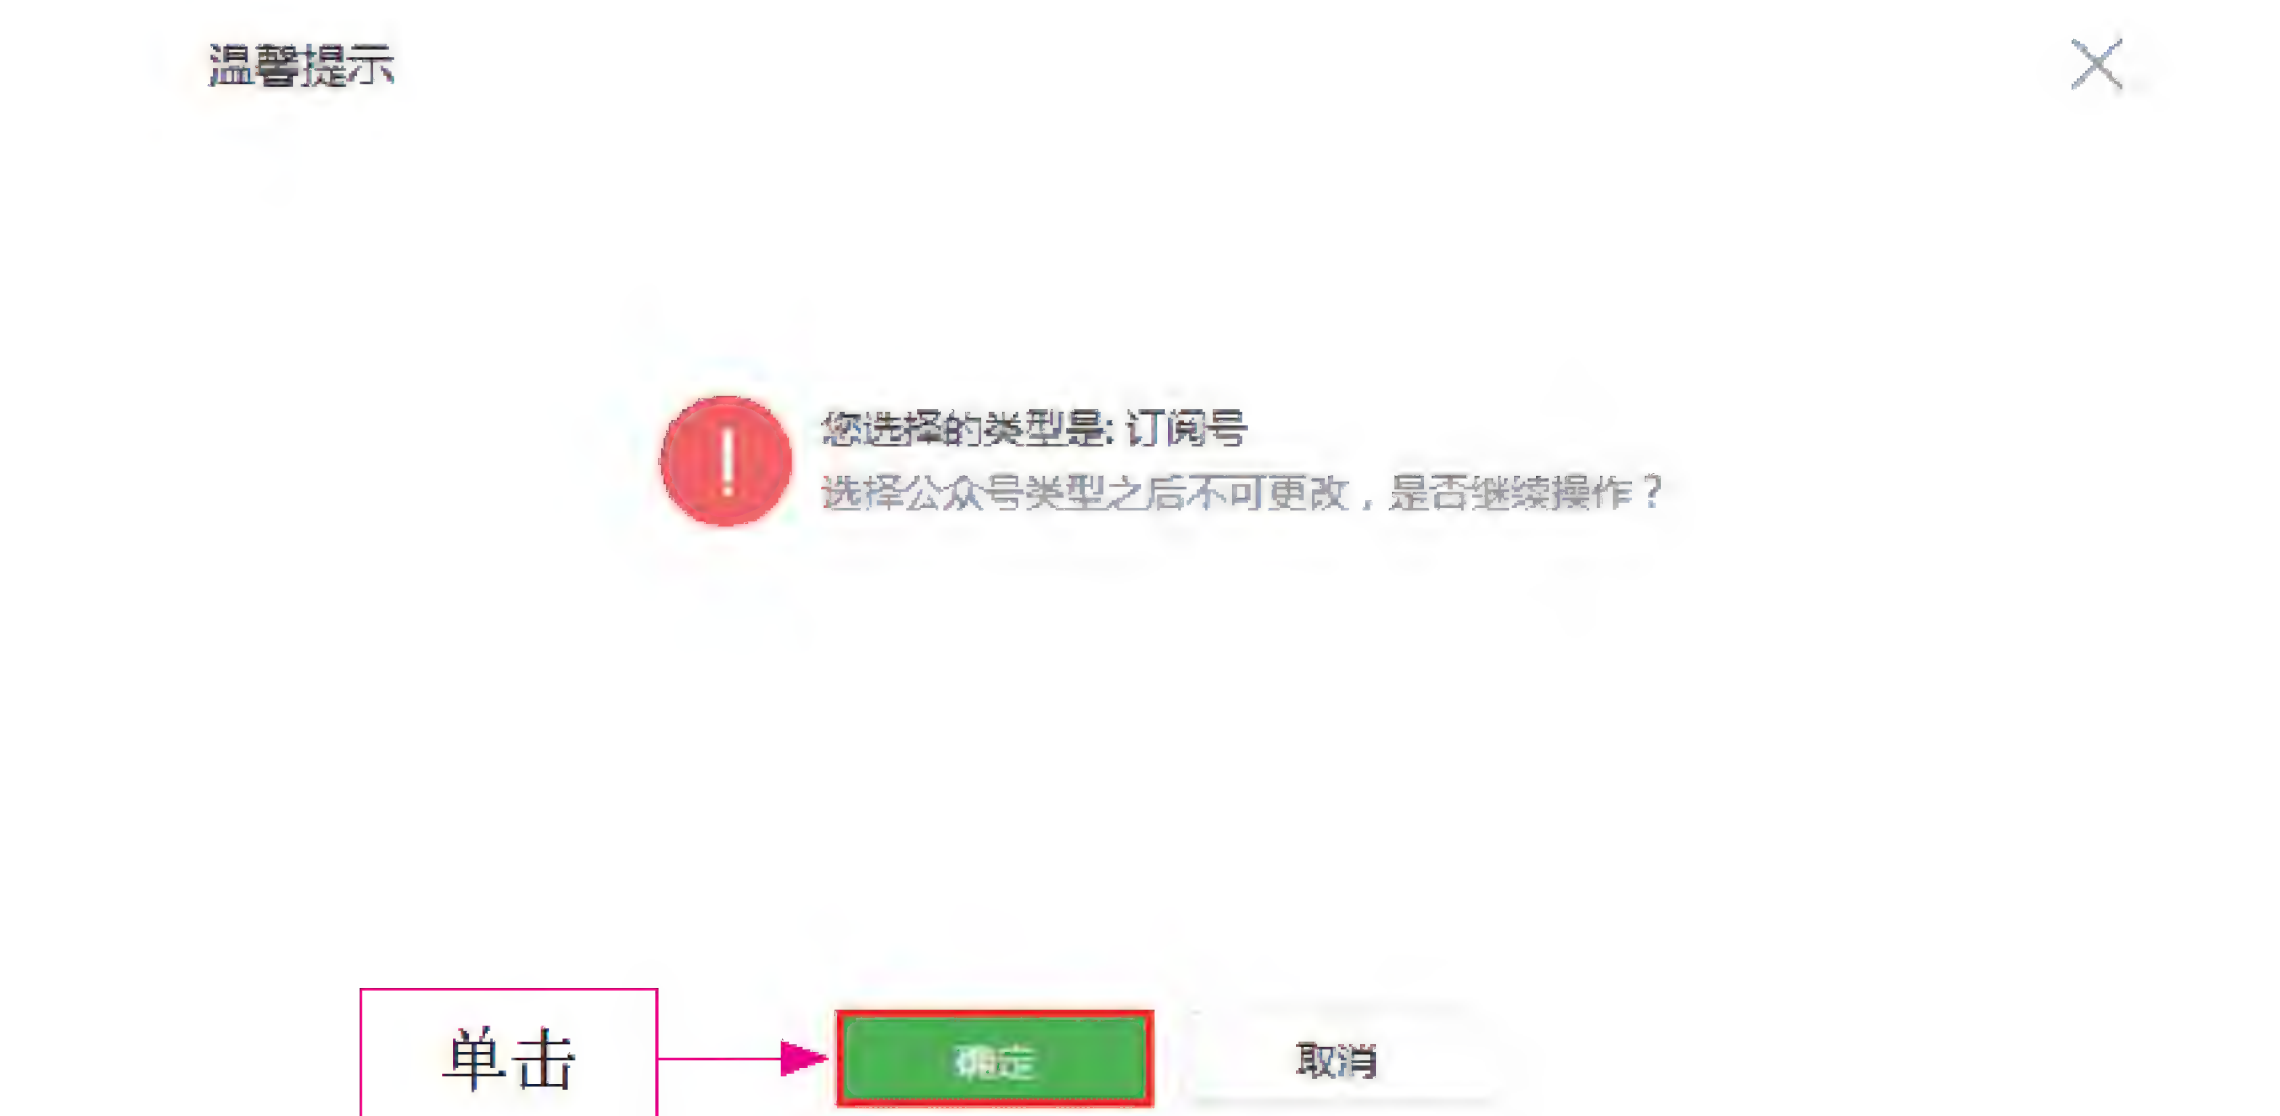 温馨提示
您选择的类型是: 订阅号
选择公众号类型之后不可更改，是否继续操作？
单击
确定
取消